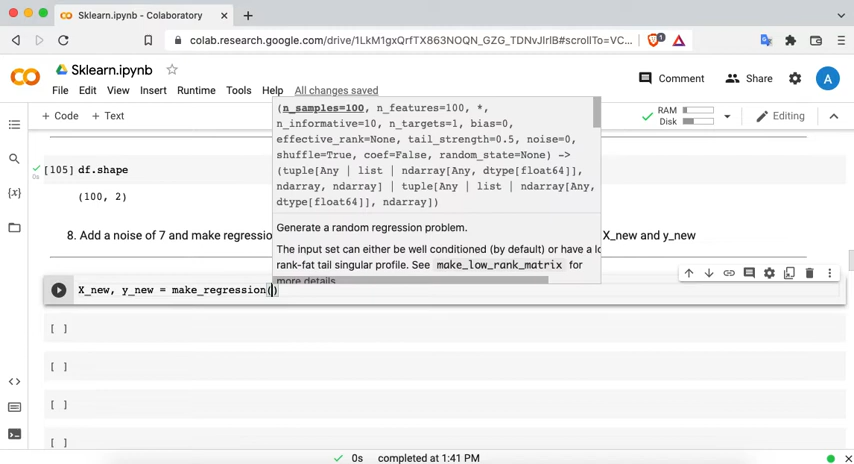 Sklearn.ipynb - Colaboratory
colab.research.google.com/drive/1LkM1gxQrfTX863NOQN_GZG_TDNvJIrlB#scrollTo=VC...
Sklearn.ipynb
File Edit View Insert Runtime Tools Help All changes saved
Comment Share A
+ Code + Text
RAM
Disk
Editing
(n_samples=100, n_features=100, *,
n_informative=10, n_targets=1, bias=0,
effective_rank=None, tail_strength=0.5, noise=0,
shuffle=True, coef=False, random_state=None) ->
(tuple[Any | list | ndarray[Any, dtype[float64]],
ndarray, ndarray] | tuple[Any | list | ndarray[Any,
dtype[float64]], ndarray])
Generate a random regression problem.
The input set can either be well conditioned (by default) or have a lo
rank-fat tail singular profile. See make_low_rank_matrix for
more details.
[105] df.shape
0s
(100, 2)
8. Add a noise of 7 and make regressio
X_new and y_new
X_new, y_new = make_regression()
[ ]
[ ]
[ ]
[ ]
0s completed at 1:41 PM